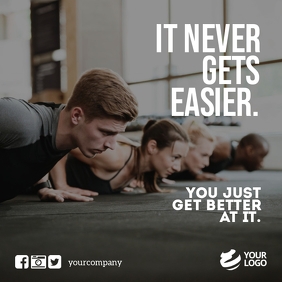 IT NEVER
GETS
EASIER.
YOU JUST
GET BETTER
AT IT.
yourcompany
YOUR
LOGO